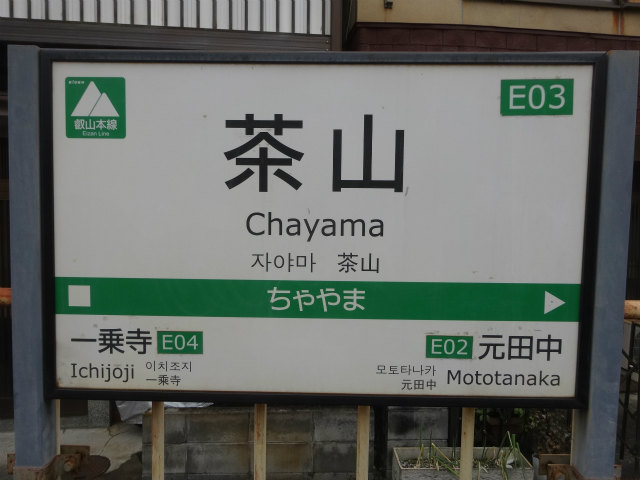 eiden
叡山本線
Eizan Line
E03
茶山
Chayama
자야마 茶山
ちゃやま
一乗寺 E04
Ichijoji 이치조지
一乗寺
E02 元田中
모토타나카 Mototanaka
元田中